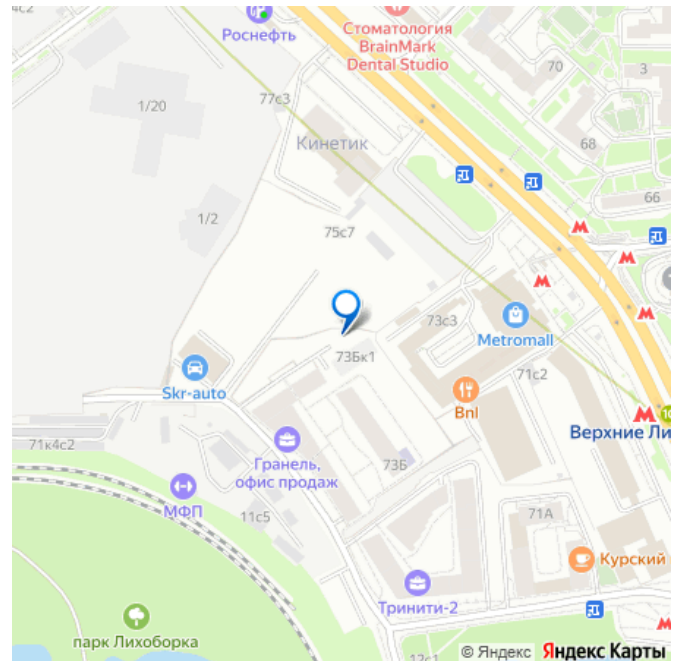 4с2
Роснефть
Стоматология
BrainMark
Dental Studio
70
3
1/20
77с3
Кинетик
68
66
1/2
75с7
73с3
Metromall
73Бк1
71с2
Skr-auto
Bnl
Верхние Ли
10
71к4с2
Гранель,
офис продаж
73Б
МФП
11с5
71А
Курский
Тринити-2
парк Лихоборка
12с1
© Яндекс Яндекс Карты